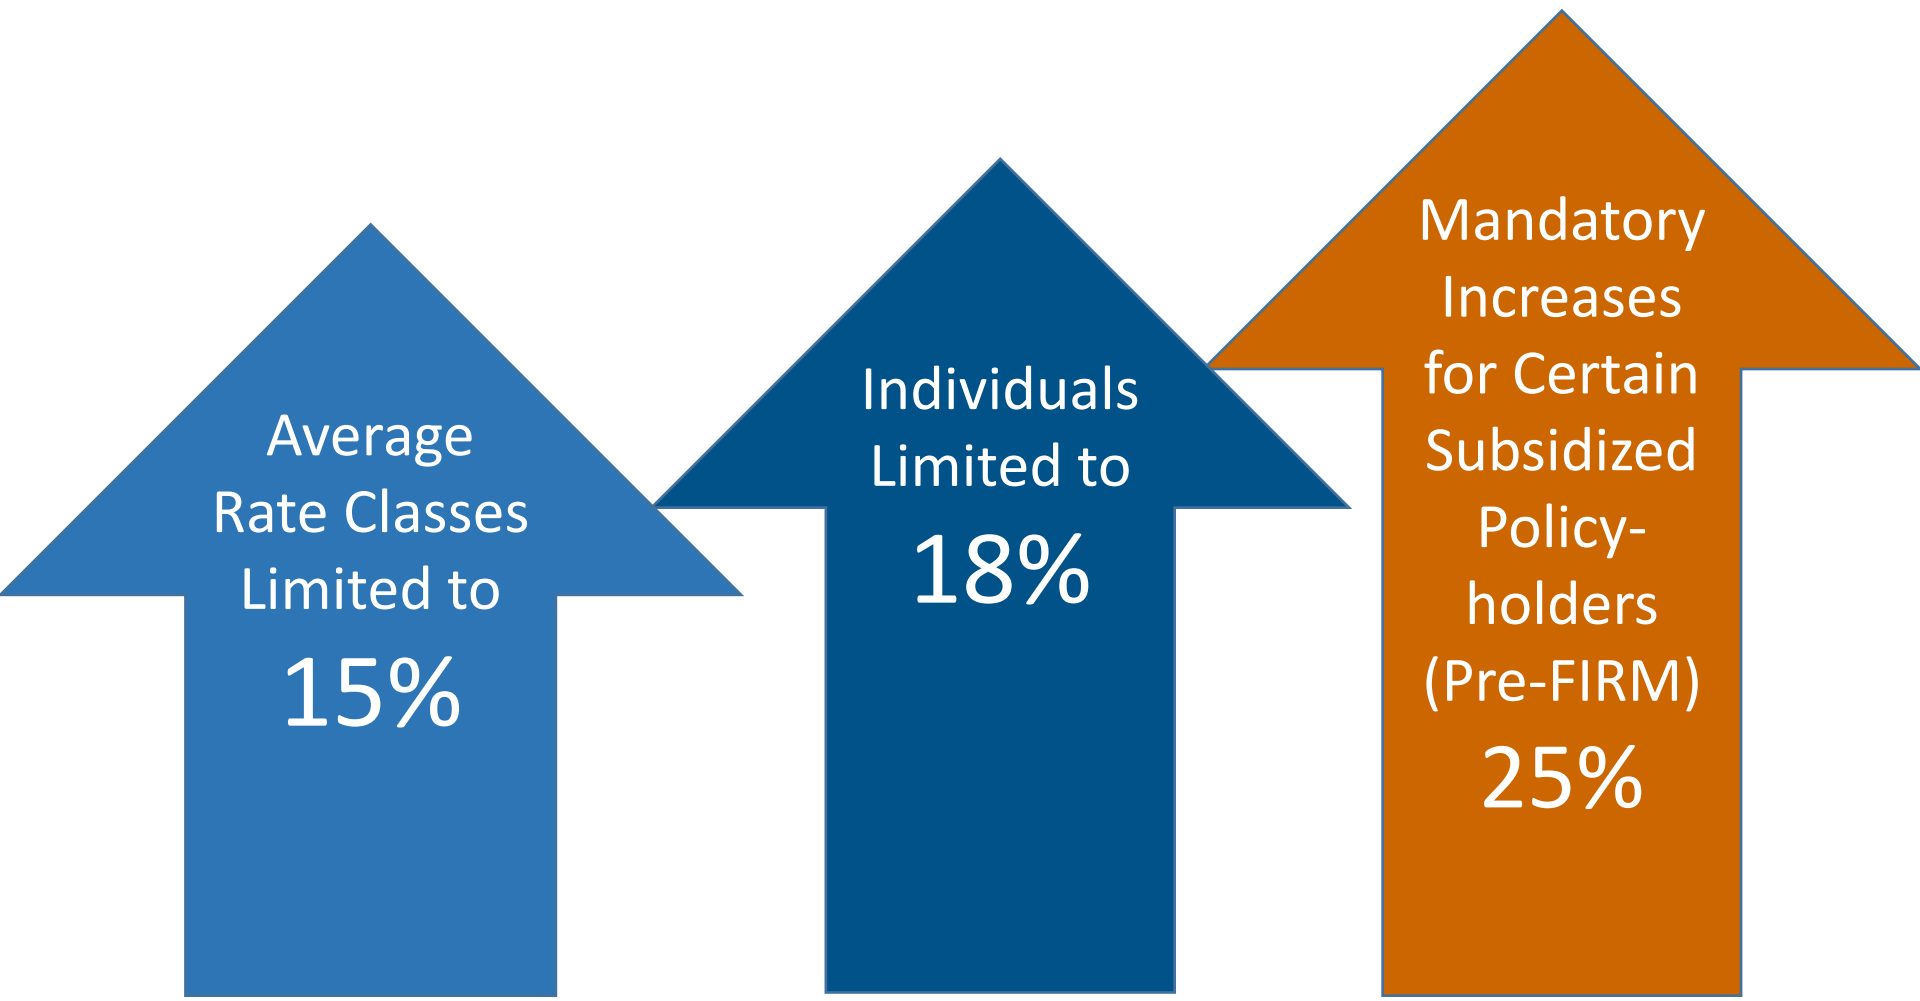 Average
Rate Classes
Limited to
15%
Individuals
Limited to
18%
Mandatory
Increases
for Certain
Subsidized
Policy-
holders
(Pre-FIRM)
25%